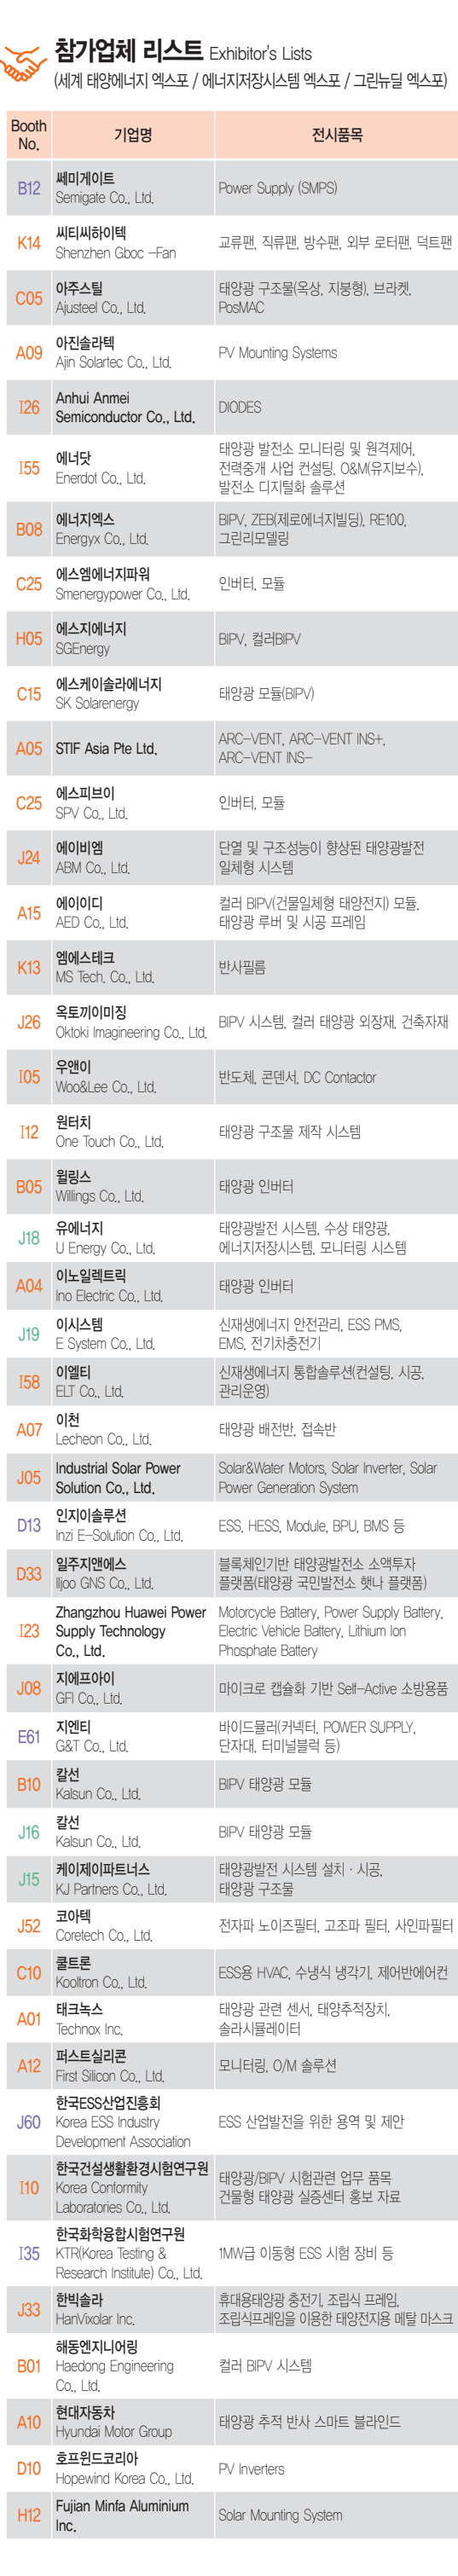 참가업체 리스트 Exhibitor's Lists
(세계 태양에너지 엑스포 / 에너지저장시스템 엑스포 / 그린뉴딜 엑스포)
Booth No. 기업명 전시품목
B12 쎄미게이트 Power Supply (SMPS)
Semigate Co., Ltd.
K14 씨티씨하이텍 교류팬, 직류팬, 방수팬, 외부 로터팬, 덕트팬
Shenzhen Gboc -Fan
C05 아주스틸 태양광 구조물(옥상, 지붕형), 브라켓,
Ajusteel Co., Ltd. PosMAC
A09 아진솔라텍 PV Mounting Systems
Ajin Solartec Co., Ltd.
I26 Anhui Anmei DIODES
Semiconductor Co., Ltd.
I55 에너닷 태양광 발전소 모니터링 및 원격제어,
Enerdot Co., Ltd. 전력중개 사업 컨설팅, O&M(유지보수),
발전소 디지털화 솔루션
B08 에너지엑스 BIPV, ZEB(제로에너지빌딩), RE100,
Energyx Co., Ltd. 그린리모델링
C25 에스엠에너지파워 인버터, 모듈
Smenergypower Co., Ltd.
H05 에스지에너지 BIPV, 컬러BIPV
SGEnergy
C15 에스케이솔라에너지 태양광 모듈(BIPV)
SK Solarenergy
A05 STIF Asia Pte Ltd. ARC-VENT, ARC-VENT INS+,
ARC-VENT INS-
C25 에스피브이 인버터, 모듈
SPV Co., Ltd.
J24 에이비엠 단열 및 구조성능이 향상된 태양광발전
ABM Co., Ltd. 일체형 시스템
A15 에이이디 컬러 BIPV(건물일체형 태양전지) 모듈,
AED Co., Ltd. 태양광 루버 및 시공 프레임
K13 엠에스테크 반사필름
MS Tech. Co., Ltd.
J26 옥토끼이미징 BIPV 시스템, 컬러 태양광 외장재, 건축자재
Oktoki Imagineering Co., Ltd.
I05 우앤이 반도체, 콘덴서, DC Contactor
Woo&Lee Co., Ltd.
I12 원터치 태양광 구조물 제작 시스템
One Touch Co., Ltd.
B05 윌링스 태양광 인버터
Willings Co., Ltd.
J18 유에너지 태양광발전 시스템, 수상 태양광,
U Energy Co., Ltd. 에너지저장시스템, 모니터링 시스템
A04 이노일렉트릭 태양광 인버터
Ino Electric Co., Ltd.
J19 이시스템 신재생에너지 안전관리, ESS PMS,
E System Co., Ltd. EMS, 전기차충전기
I58 이엘티 신재생에너지 통합솔루션(컨설팅, 시공,
ELT Co., Ltd. 관리운영)
A07 이천 태양광 배전반, 접속반
Lecheon Co., Ltd.
J05 Industrial Solar Power Solar&Water Motors, Solar Inverter, Solar
Solution Co., Ltd. Power Generation System
D13 인지이솔루션 ESS, HESS, Module, BPU, BMS 등
Inzi E-Solution Co., Ltd.
D33 일주지앤에스 블록체인기반 태양광발전소 소액투자
Iljoo GNS Co., Ltd. 플랫폼(태양광 국민발전소 햇나 플랫폼)
I23 Zhangzhou Huawei Power Motorcycle Battery, Power Supply Battery,
Supply Technology Electric Vehicle Battery, Lithium Ion
Co., Ltd. Phosphate Battery
J08 지에프아이 마이크로 캡슐화 기반 Self-Active 소방용품
GFI Co., Ltd.
E61 지엔티 바이드뮬러(커넥터, POWER SUPPLY,
G&T Co., Ltd. 단자대, 터미널블럭 등)
B10 칼선 BIPV 태양광 모듈
Kalsun Co., Ltd.
J16 칼선 BIPV 태양광 모듈
Kalsun Co., Ltd.
J15 케이제이파트너스 태양광발전 시스템 설치 · 시공,
KJ Partners Co., Ltd. 태양광 구조물
J52 코아텍 전자파 노이즈필터, 고조파 필터, 사인파필터
Coretech Co., Ltd.
C10 쿨트론 ESS용 HVAC, 수냉식 냉각기, 제어반에어컨
Kooltron Co., Ltd.
A01 태크녹스 태양광 관련 센서, 태양추적장치,
Technox Inc. 솔라시뮬레이터
A12 퍼스트실리콘 모니터링, O/M 솔루션
First Silicon Co., Ltd.
J60 한국ESS산업진흥회 ESS 산업발전을 위한 용역 및 제안
Korea ESS Industry
Development Association
I10 한국건설생활환경시험연구원 태양광/BIPV 시험관련 업무 품목
Korea Conformity 건물형 태양광 실증센터 홍보 자료
Laboratories Co., Ltd.
I35 한국화학융합시험연구원 1MW급 이동형 ESS 시험 장비 등
KTR(Korea Testing &
Research Institute) Co., Ltd.
J33 한빅솔라 휴대용태양광 충전기, 조립식 프레임,
HanVixolar Inc. 조립식프레임을 이용한 태양전지용 메탈 마스크
B01 해동엔지니어링 컬러 BIPV 시스템
Haedong Engineering
Co., Ltd.
A10 현대자동차 태양광 추적 반사 스마트 블라인드
Hyundai Motor Group
D10 호프윈드코리아 PV Inverters
Hopewind Korea Co., Ltd.
H12 Fujian Minfa Aluminium Solar Mounting System
Inc.